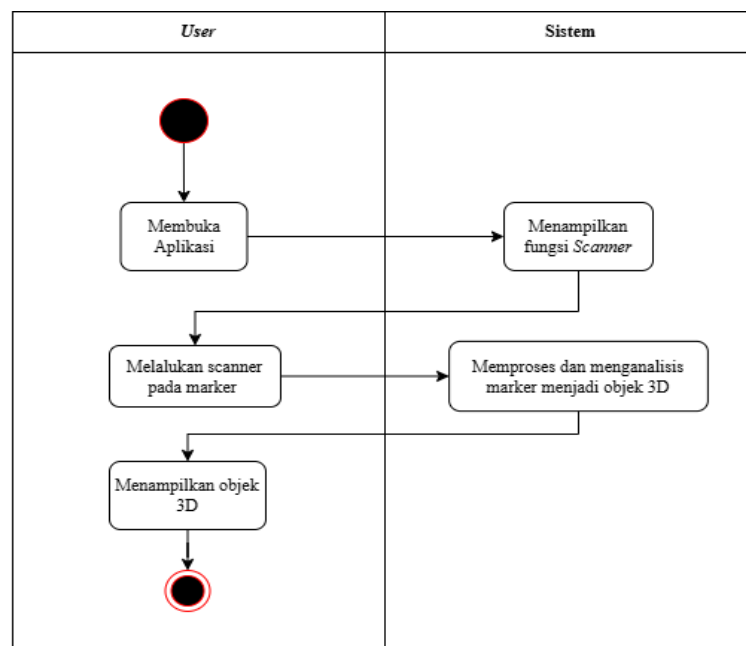 User
Sistem
Membuka
Aplikasi
Menampilkan
fungsi Scanner
Melalukan scanner
pada marker
Memproses dan menganalisis
marker menjadi objek 3D
Menampilkan objek
3D